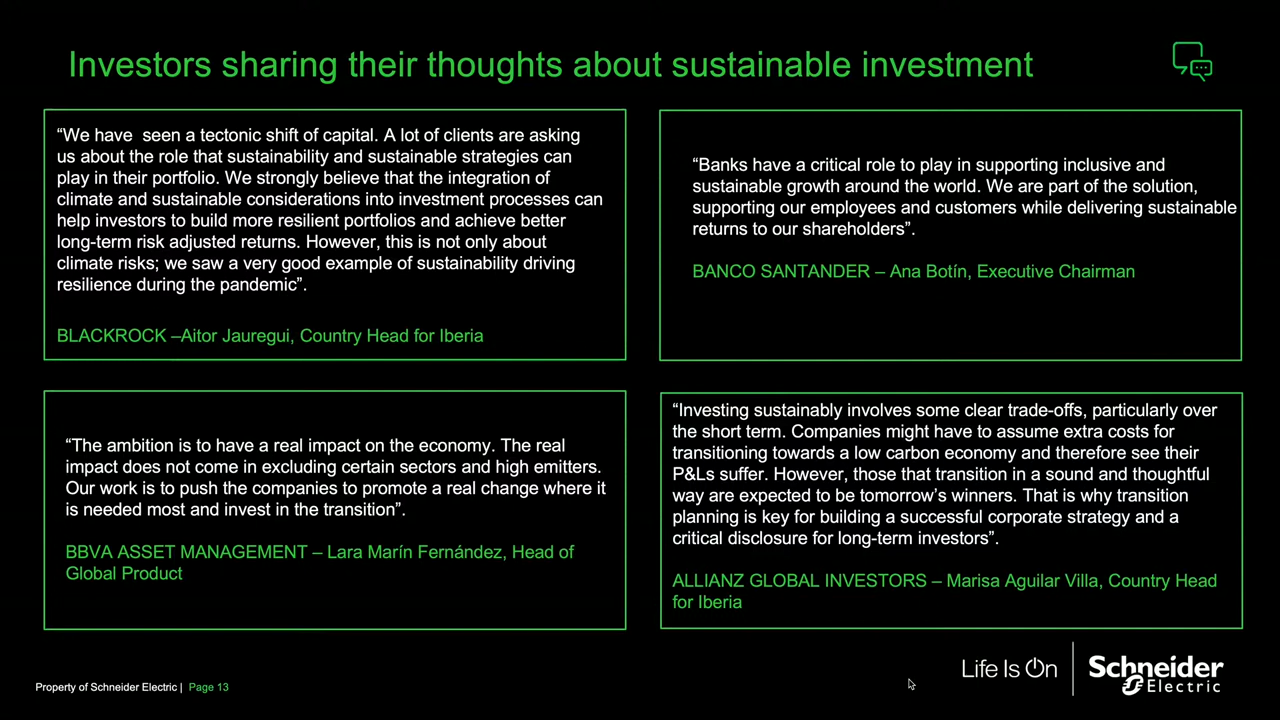 Investors sharing their thoughts about sustainable investment
“We have  seen a tectonic shift of capital. A lot of clients are asking
us about the role that sustainability and sustainable strategies can
play in their portfolio. We strongly believe that the integration of
climate and sustainable considerations into investment processes can
help investors to build more resilient portfolios and achieve better
long-term risk adjusted returns. However, this is not only about
climate risks; we saw a very good example of sustainability driving
resilience during the pandemic”.
BLACKROCK –Aitor Jauregui, Country Head for Iberia
“Banks have a critical role to play in supporting inclusive and
sustainable growth around the world. We are part of the solution,
supporting our employees and customers while delivering sustainable
returns to our shareholders”.
BANCO SANTANDER – Ana Botín, Executive Chairman
“The ambition is to have a real impact on the economy. The real
impact does not come in excluding certain sectors and high emitters.
Our work is to push the companies to promote a real change where it
is needed most and invest in the transition”.
BBVA ASSET MANAGEMENT – Lara Marín Fernández, Head of
Global Product
“Investing sustainably involves some clear trade-offs, particularly over
the short term. Companies might have to assume extra costs for
transitioning towards a low carbon economy and therefore see their
P&Ls suffer. However, those that transition in a sound and thoughtful
way are expected to be tomorrow’s winners. That is why transition
planning is key for building a successful corporate strategy and a
critical disclosure for long-term investors”.
ALLIANZ GLOBAL INVESTORS – Marisa Aguilar Villa, Country Head
for Iberia
Property of Schneider Electric | Page 13
Life Is On
Schneider
Electric